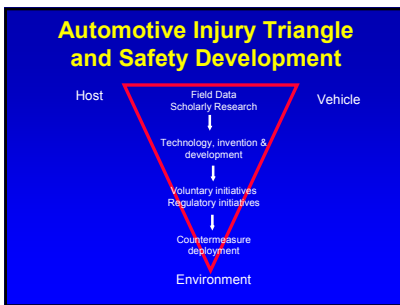 Automotive Injury Triangle
and Safety Development
Host
Vehicle
Field Data
Scholarly Research
Technology, invention &
development
Voluntary initiatives
Regulatory initiatives
Countermeasure
deployment
Environment